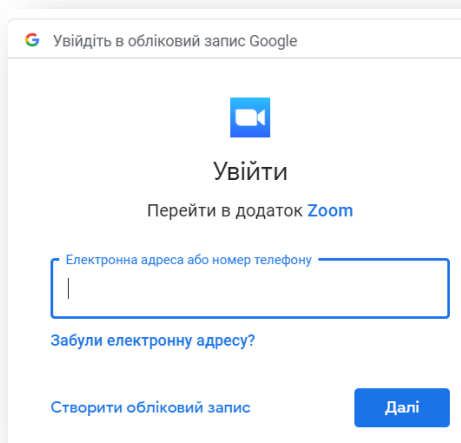 Увійдіть в обліковий запис Google
Увійти
Перейти в додаток Zoom
Електронна адреса або номер телефону
Забули електронну адресу?
Створити обліковий запис
Далі